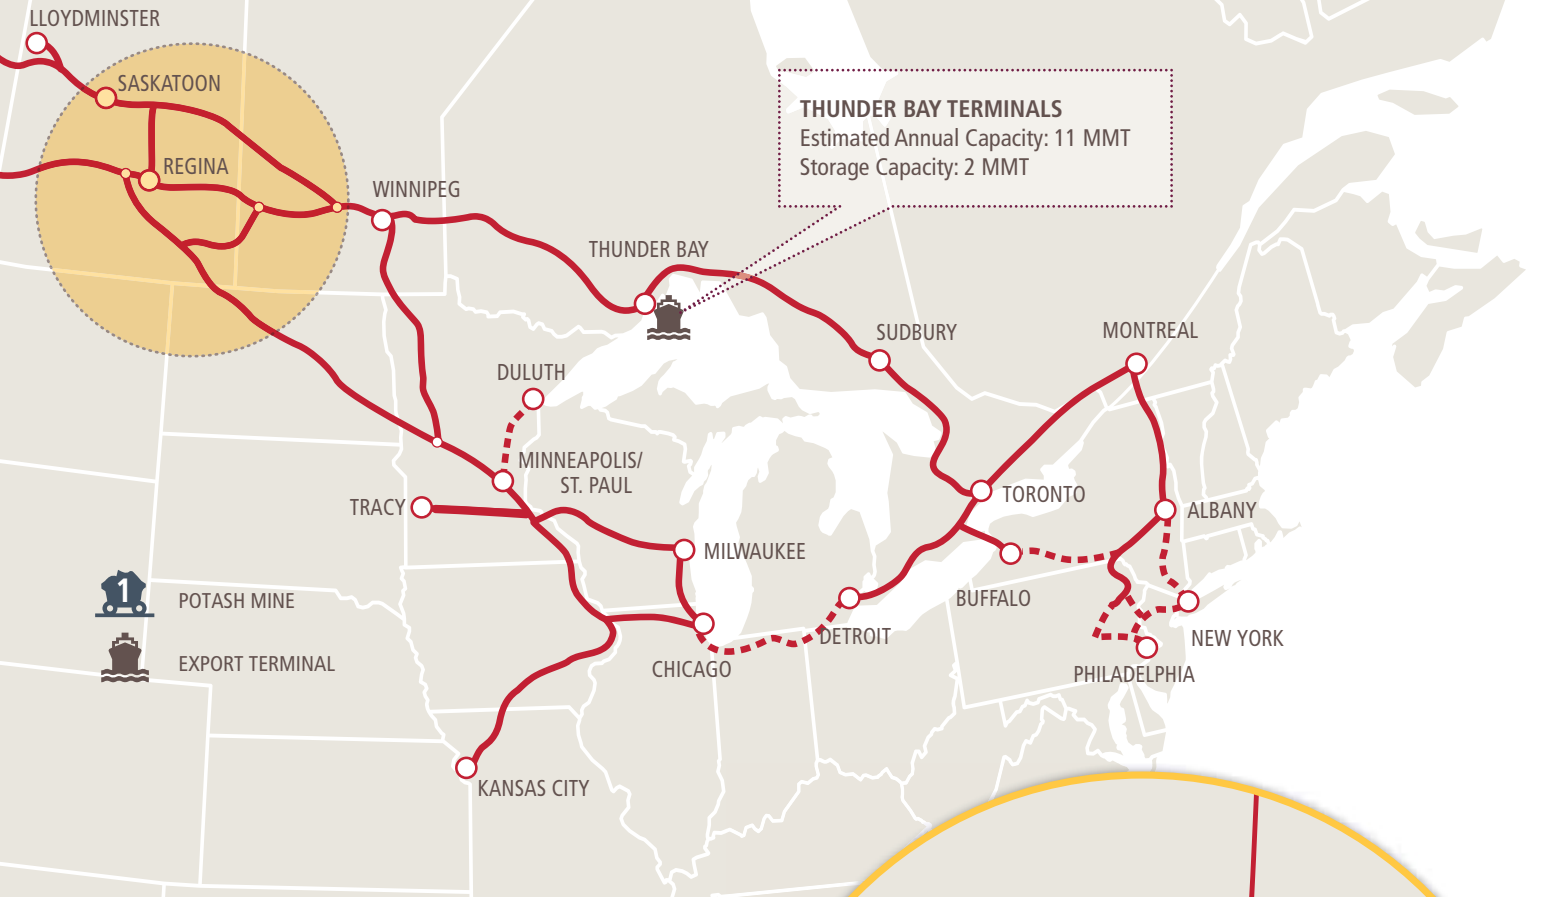 LLOYDMINSTER
SASKATOON
REGINA
WINNIPEG
THUNDER BAY TERMINALS
Estimated Annual Capacity: 11 MMT
Storage Capacity: 2 MMT
THUNDER BAY
SUDBURY
MONTREAL
DULUTH
MINNEAPOLIS/
ST. PAUL
TRACY
TORONTO
ALBANY
MILWAUKEE
1
POTASH MINE
BUFFALO
DETROIT
NEW YORK
EXPORT TERMINAL
CHICAGO
PHILADELPHIA
KANSAS CITY